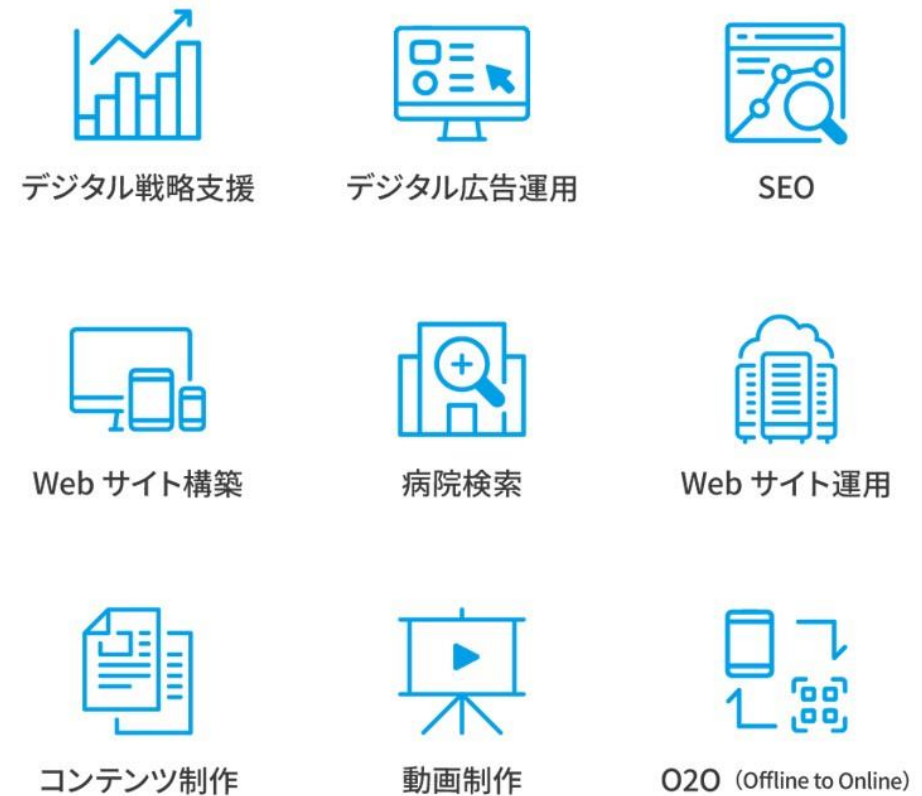 デジタル戦略支援
デジタル広告運用
SEO
Web サイト構築
病院検索
Web サイト運用
コンテンツ制作
動画制作
O2O（Offline to Online）